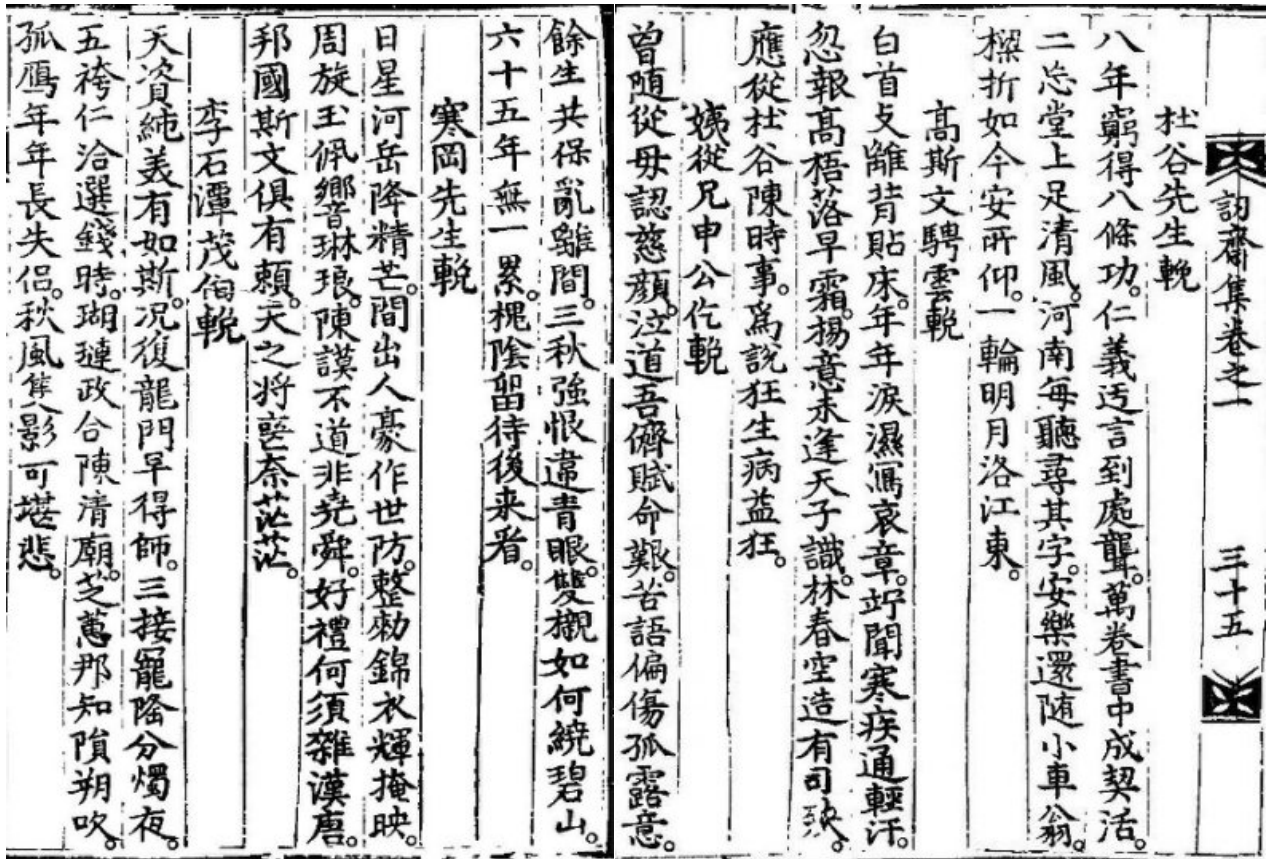 訒齋集卷之一 三十五
杜谷先生輓
八年窮得八條功。仁義迃言到處聾。萬卷書中成契活。
二忘堂上足清風。河南每聽尋其字。安樂還随小車翁。
樑折如今安所仰。一輪明月洛江東。
高斯文騁雲輓
白首支離背貼床。年年淚濕寫哀章。竚聞寒疾通輕汗。
忽報高梧落早霜。揚意未逢天子識。林春空造有司
應從杜谷陳時事。爲說狂生病益狂。
姨從兄申公仡輓
曽随從母認慈顏。泣道吾儕賦命艱。苦語偏傷孤露意。
餘生共保亂離間。三秋強恨違青眼。雙櫬如何繞碧山。
六十五年無一累。槐陰留待後来看。
寒岡先生輓
日星河岳降精芒。間出人豪作世防。整勑錦衣輝掩映。
周旋玉佩響琳琅。陳謨不道非堯舜。好禮何須雜漢唐。
邦國斯文俱有頼。天之將喪奈茫茫。
李石潭茂伯輓
天資純美有如斯。况復龍門早得師。三接寵隆分燭夜。
五袴仁洽選錢時。瑚璉政合陳清廟。芝蕙那知隕朔吹。
孤鴈年年長失侶。秋風隻影可堪悲。